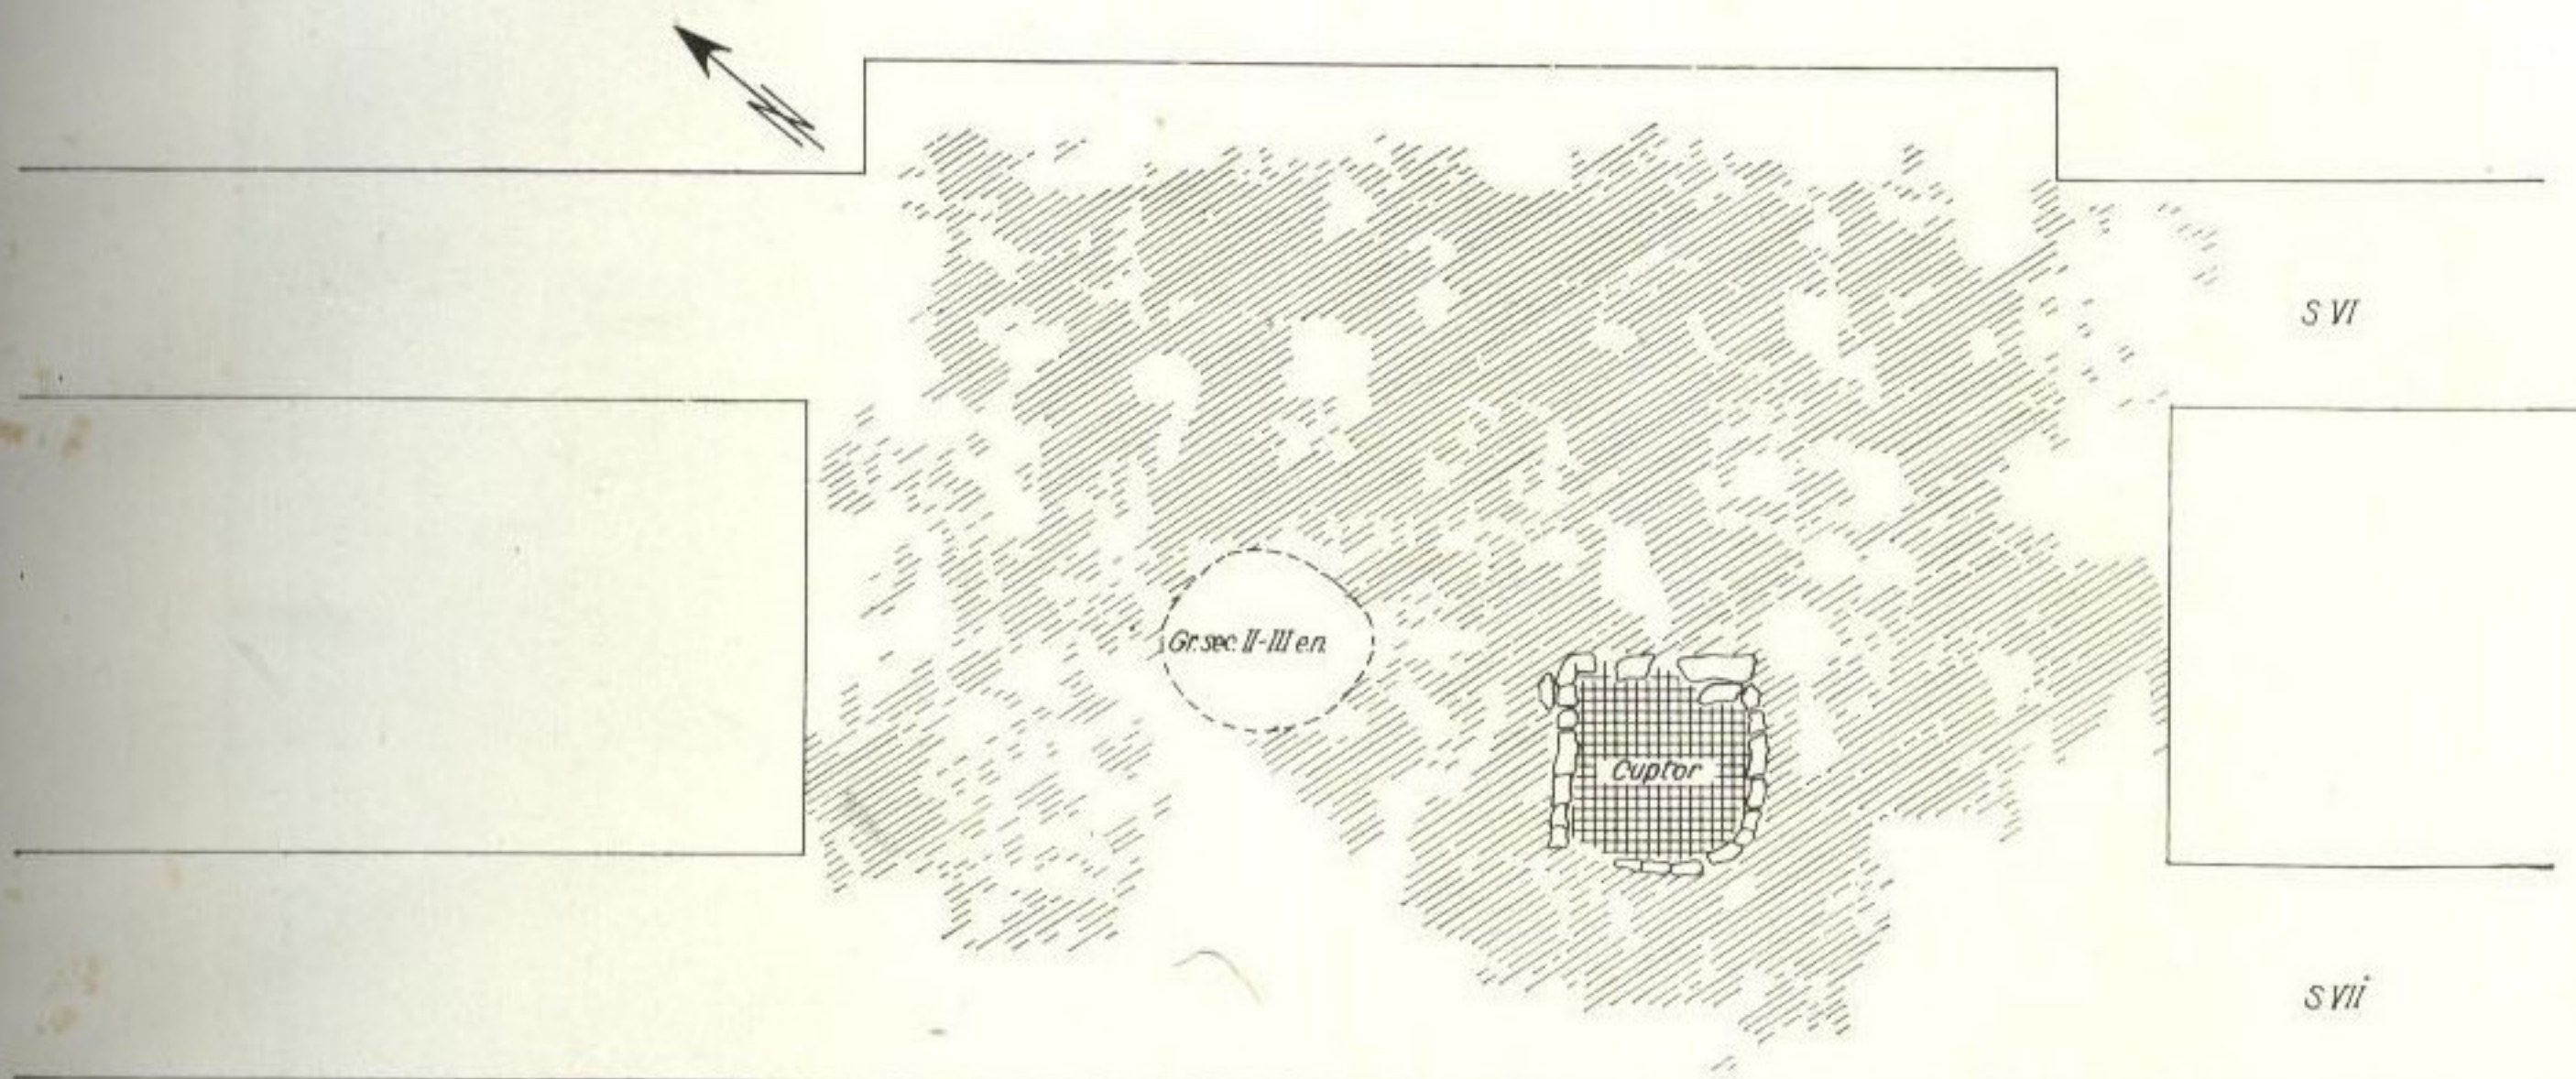 N
S VI
Gr. sec. II-III e.n.
Cuptor
S VII